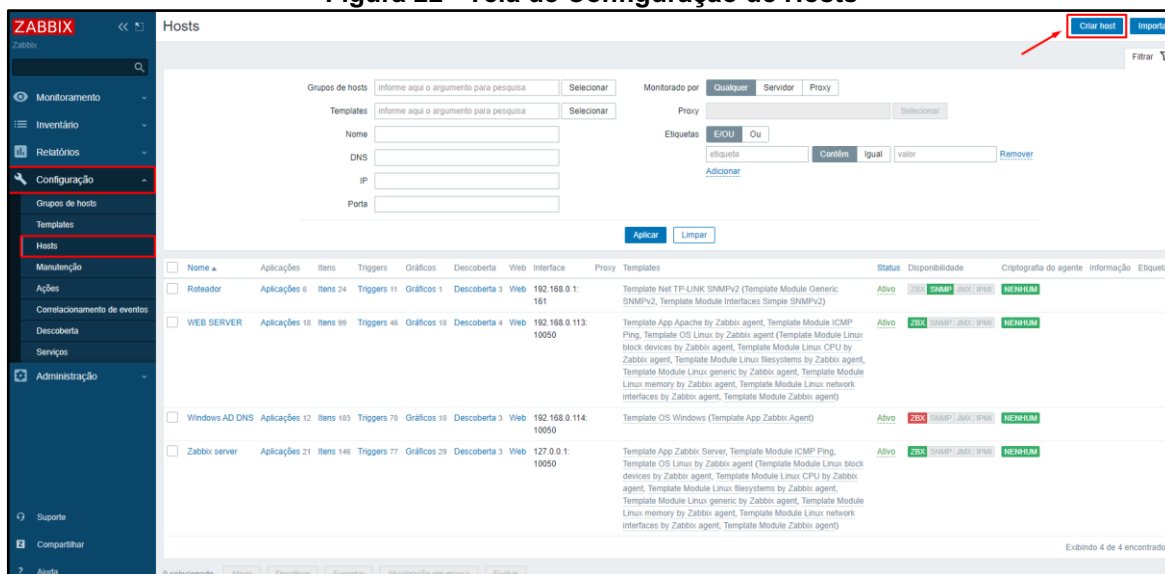 Figura 22 - Tela de Configuração de Hosts
ZABBIX
Zabbix
Monitoramento
Inventário
Relatórios
Configuração
Grupos de hosts
Templates
Hosts
Manutenção
Ações
Correlacionamento de eventos
Descoberta
Serviços
Administração
Suporte
Compartilhar
Ajuda
Hosts
Criar host
Importa
Filtrar
Grupos de hosts informe aqui o argumento para pesquisa Selecionar
Templates informe aqui o argumento para pesquisa Selecionar
Nome
DNS
IP
Porta
Monitorado por Qualquer Servidor Proxy
Proxy Selecionar
Etiquetas E/OU Ou
etiqueta Contêm Igual valor Remover
Adicionar
Aplicar Limpar
Nome Aplicações Itens Triggers Gráficos Descoberta Web Interface Proxy Templates Status Disponibilidade Criptografia do agente Informação Etiqueta
Roteador Aplicações 6 Itens 24 Triggers 11 Gráficos 1 Descoberta 3 Web 192.168.0.1: Template Net TP-LINK SNMPv2 (Template Module Generic Ativo ZBX SNMP JMX IPMI NENHUM
161 SNMPv2, Template Module Interfaces Simple SNMPv2)
WEB SERVER Aplicações 18 Itens 99 Triggers 46 Gráficos 18 Descoberta 4 Web 192.168.0.113: Template App Apache by Zabbix agent, Template Module ICMP Ativo ZBX SNMP JMX IPMI NENHUM
10050 Ping, Template OS Linux by Zabbix agent (Template Module Linux
block devices by Zabbix agent, Template Module Linux CPU by
Zabbix agent, Template Module Linux filesystems by Zabbix agent,
Template Module Linux generic by Zabbix agent, Template Module
Linux memory by Zabbix agent, Template Module Linux network
interfaces by Zabbix agent, Template Module Zabbix agent)
Windows AD DNS Aplicações 12 Itens 103 Triggers 70 Gráficos 10 Descoberta 3 Web 192.168.0.114: Template OS Windows (Template App Zabbix Agent) Ativo ZBX SNMP JMX IPMI NENHUM
10050
Zabbix server Aplicações 21 Itens 146 Triggers 77 Gráficos 29 Descoberta 3 Web 127.0.0.1: Template App Zabbix Server, Template Module ICMP Ping, Ativo ZBX SNMP JMX IPMI NENHUM
10050 Template OS Linux by Zabbix agent (Template Module Linux block
devices by Zabbix agent, Template Module Linux CPU by Zabbix
agent, Template Module Linux filesystems by Zabbix agent,
Template Module Linux generic by Zabbix agent, Template Module
Linux memory by Zabbix agent, Template Module Linux network
interfaces by Zabbix agent, Template Module Zabbix agent)
Exibindo 4 de 4 encontrado
0 selecionado Ativar Desativar Exportar Atualização em massa Excluir